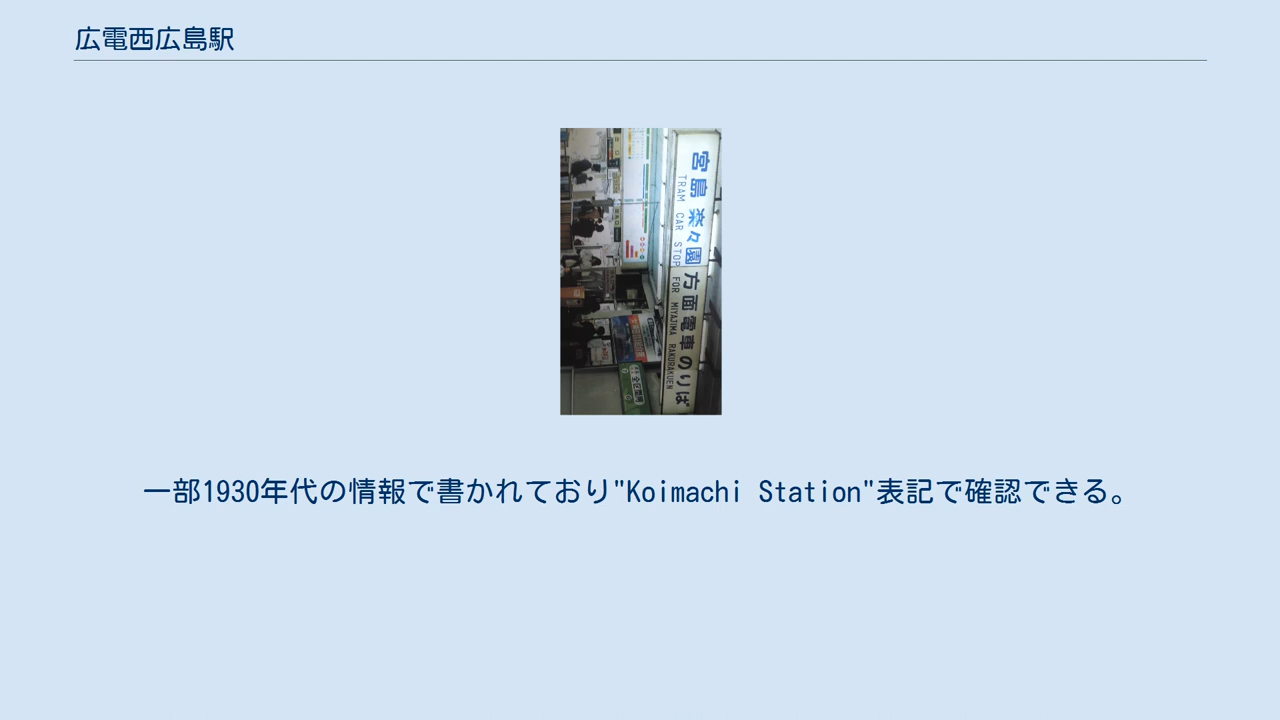 広電西広島駅
宮島 楽々園 方面電車のりば
TRAM CAR STOP FOR MIYAJIMA RAKURAKUEN
一部1930年代の情報で書かれており"Koimachi Station"表記で確認できる。